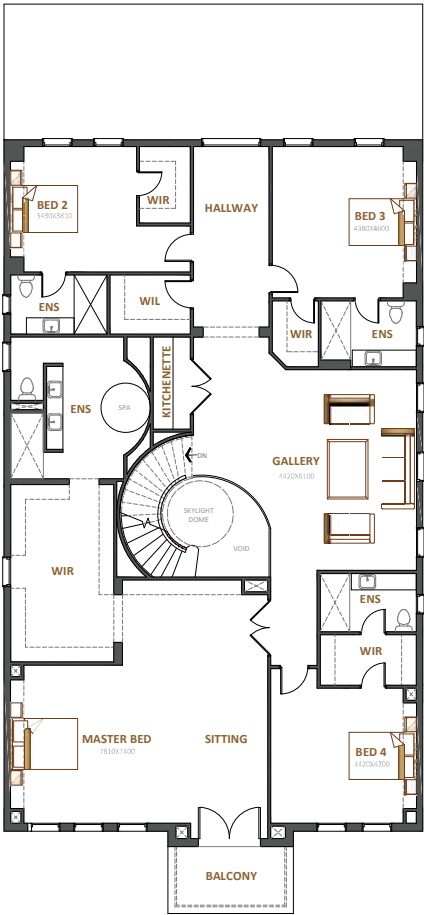 BED 2
3430X3810
WIR
HALLWAY
BED 3
4380X4600
ENS
WIL
WIR
ENS
KITCHENETTE
ENS
SPA
DN
GALLERY
4420X6100
SKYLIGHT
DOME
VOID
WIR
ENS
WIR
MASTER BED
7810X7400
SITTING
BED 4
4420X4700
BALCONY